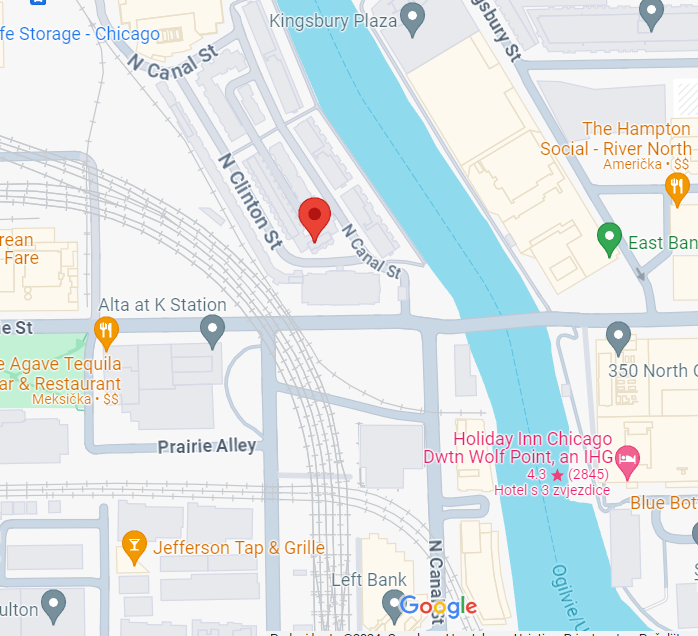 Kingsbury Plaza
fe Storage - Chicago
N Canal St
gsbury St
The Hampton
Social - River North
Američka • $$
N Clinton St
East Ban
N Canal St
rean
Fare
Alta at K Station
e St
e Agave Tequila
ar & Restaurant
Meksička • $$
350 North O
Prairie Alley
Holiday Inn Chicago
Dwtn Wolf Point, an IHG
4.3 ★ (2845)
Hotel s 3 zvjezdice
Blue Bot
Jefferson Tap & Grille
N Canal St
Left Bank
Google
ulton
Ogilvie/U